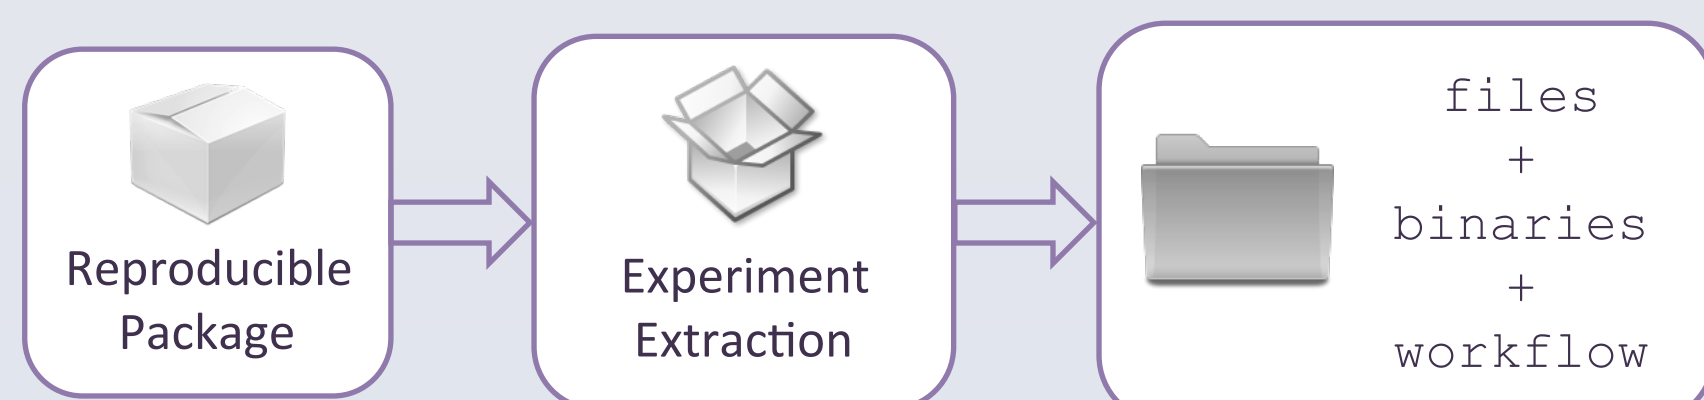 Reproducible
Package
Experiment
Extraction
files
+
binaries
+
workflow